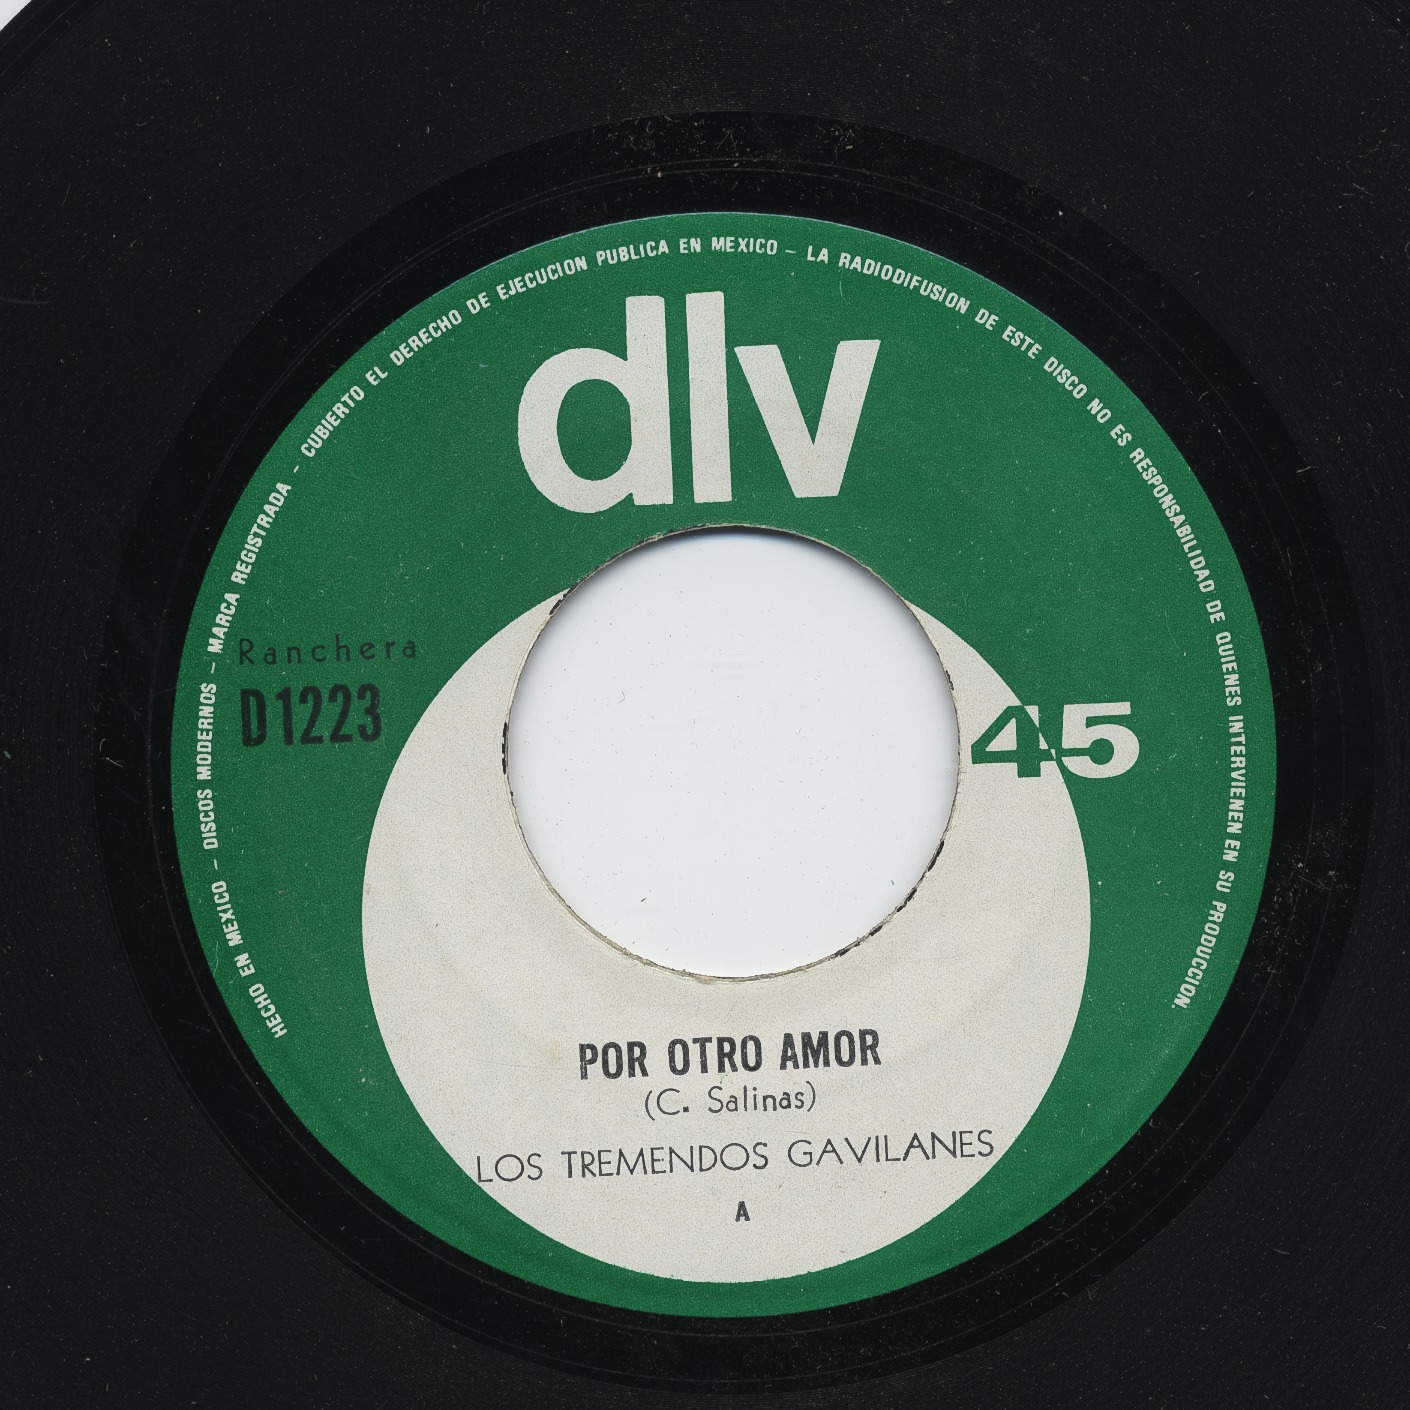 HECHO EN MEXICO - DISCOS MODERNOS - MARCA REGISTRADA - CUBIERTO EL DERECHO DE EJECUCION PUBLICA EN MEXICO - LA RADIODIFUSION DE ESTE DISCO NO ES RESPONSABILIDAD DE QUIENES INTERVIENEN EN SU PRODUCCION.
dlv
Ranchera
D1223
45
POR OTRO AMOR
(C. Salinas)
LOS TREMENDOS GAVILANES
A